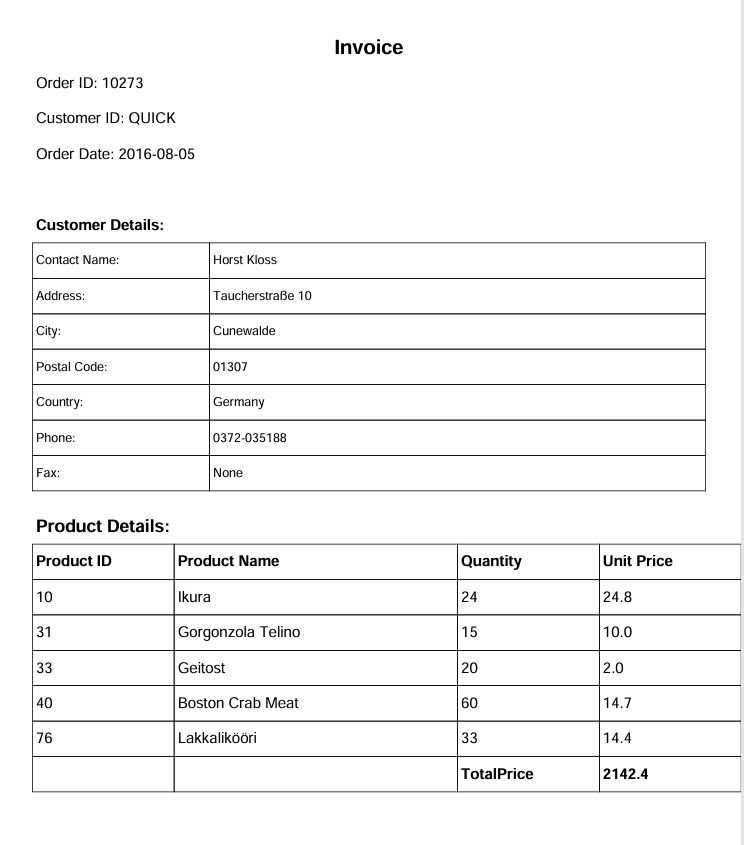 Invoice
Order ID: 10273
Customer ID: QUICK
Order Date: 2016-08-05
Customer Details:
Contact Name: Horst Kloss
Address: Taucherstraße 10
City: Cunewalde
Postal Code: 01307
Country: Germany
Phone: 0372-035188
Fax: None
Product Details:
Product ID Product Name Quantity Unit Price
10 Ikura 24 24.8
31 Gorgonzola Telino 15 10.0
33 Geitost 20 2.0
40 Boston Crab Meat 60 14.7
76 Lakkalikööri 33 14.4
TotalPrice 2142.4